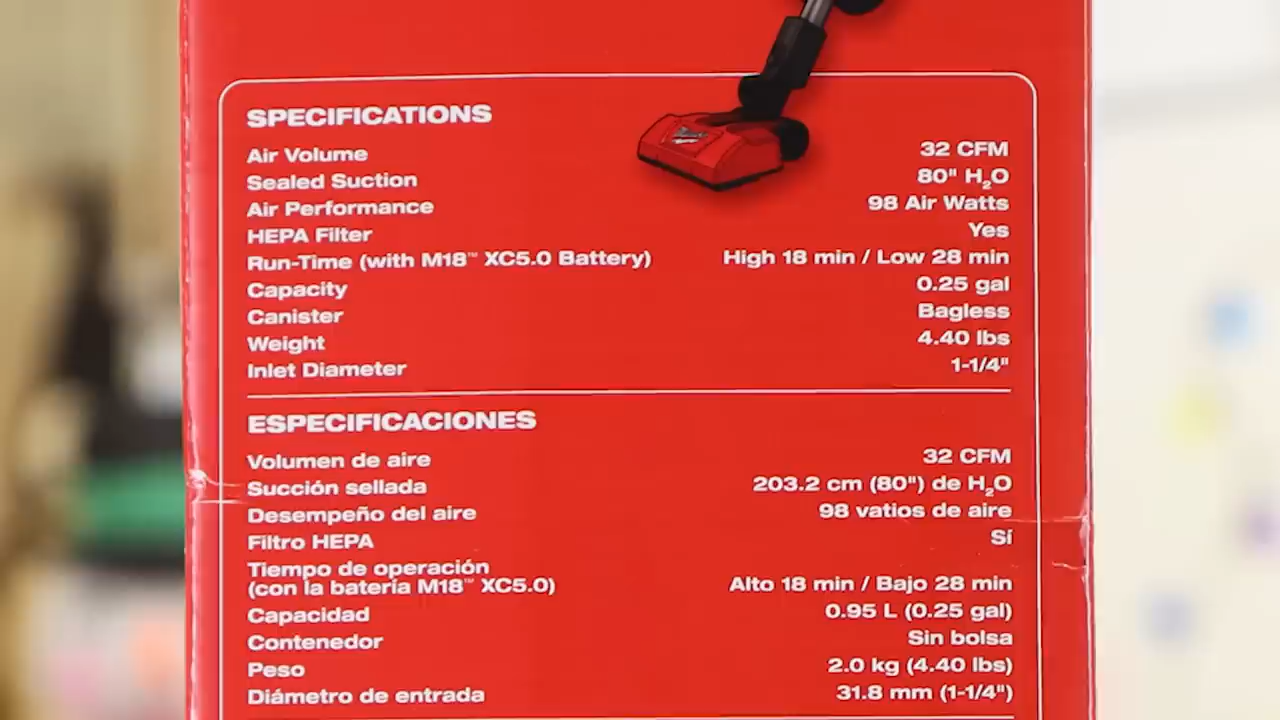 SPECIFICATIONS
Air Volume 32 CFM
Sealed Suction 80" H₂O
Air Performance 98 Air Watts
HEPA Filter Yes
Run-Time (with M18™ XC5.0 Battery) High 18 min / Low 28 min
Capacity 0.25 gal
Canister Bagless
Weight 4.40 lbs
Inlet Diameter 1-1/4"
ESPECIFICACIONES
Volumen de aire 32 CFM
Succión sellada 203.2 cm (80") de H₂O
Desempeño del aire 98 vatios de aire
Filtro HEPA Sí
Tiempo de operación
(con la batería M18™ XC5.0) Alto 18 min / Bajo 28 min
Capacidad 0.95 L (0.25 gal)
Contenedor Sin bolsa
Peso 2.0 kg (4.40 lbs)
Diámetro de entrada 31.8 mm (1-1/4")